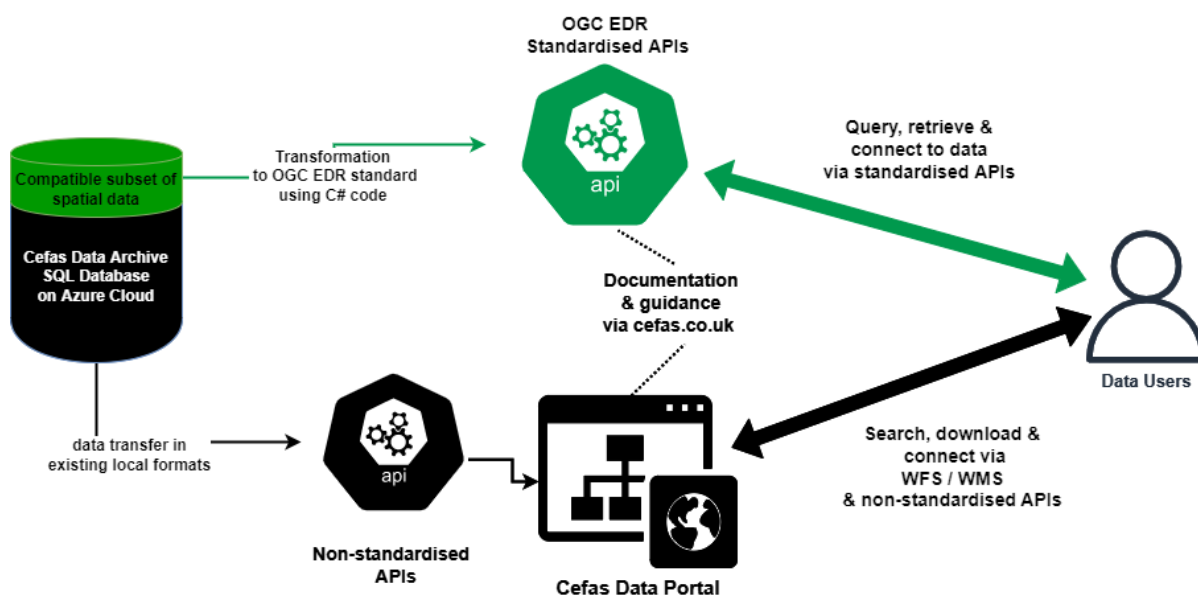 OGC EDR
Standardised APIs
api
Transformation
to OGC EDR standard
using C# code
Query, retrieve &
connect to data
via standardised APIs
Compatible subset of
spatial data
Cefas Data Archive
SQL Database
on Azure Cloud
Documentation
& guidance
via cefas.co.uk
Data Users
data transfer in
existing local formats
api
Non-standardised
APIs
Cefas Data Portal
Search, download &
connect via
WFS / WMS
& non-standardised APIs